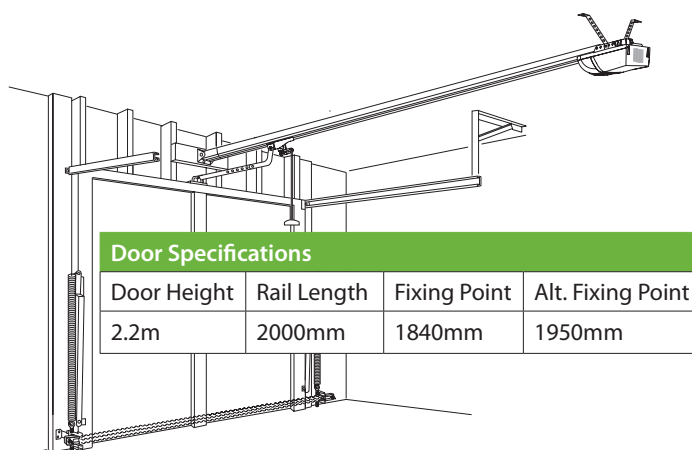 Door Specifications
Door Height Rail Length Fixing Point Alt. Fixing Point
2.2m 2000mm 1840mm 1950mm